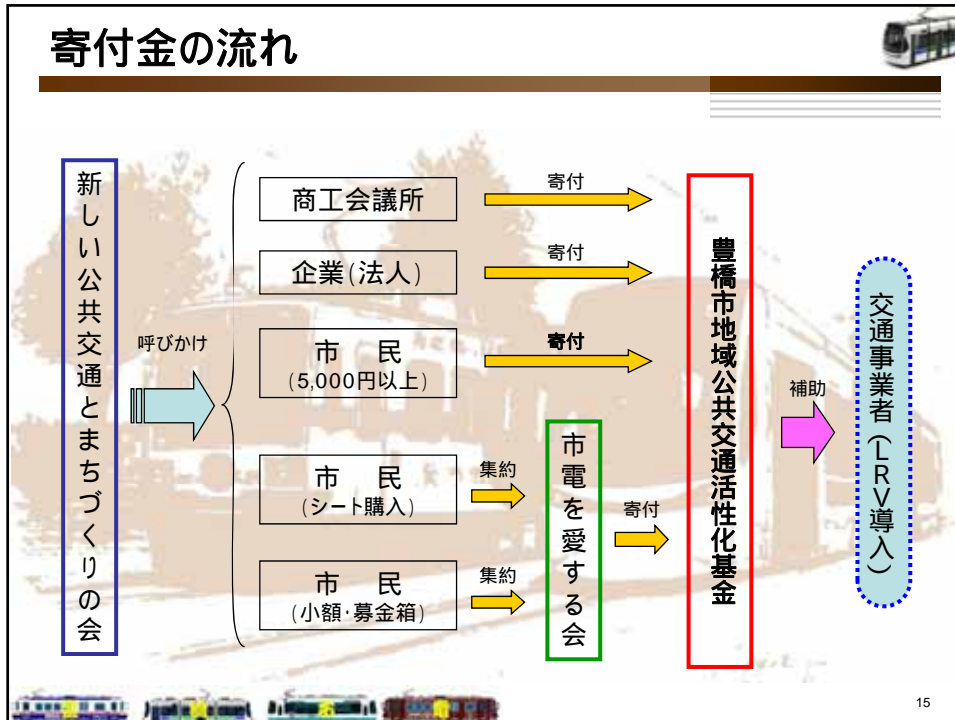 寄付金の流れ
新しい公共交通とまちづくりの会
呼びかけ
商工会議所
寄付
企業(法人)
寄付
市　民
(5,000円以上)
寄付
市　民
(シート購入)
集約
市　民
(小額・募金箱)
集約
市電を愛する会
寄付
豊橋市地域公共交通活性化基金
補助
交通事業者(LRV導入)
15